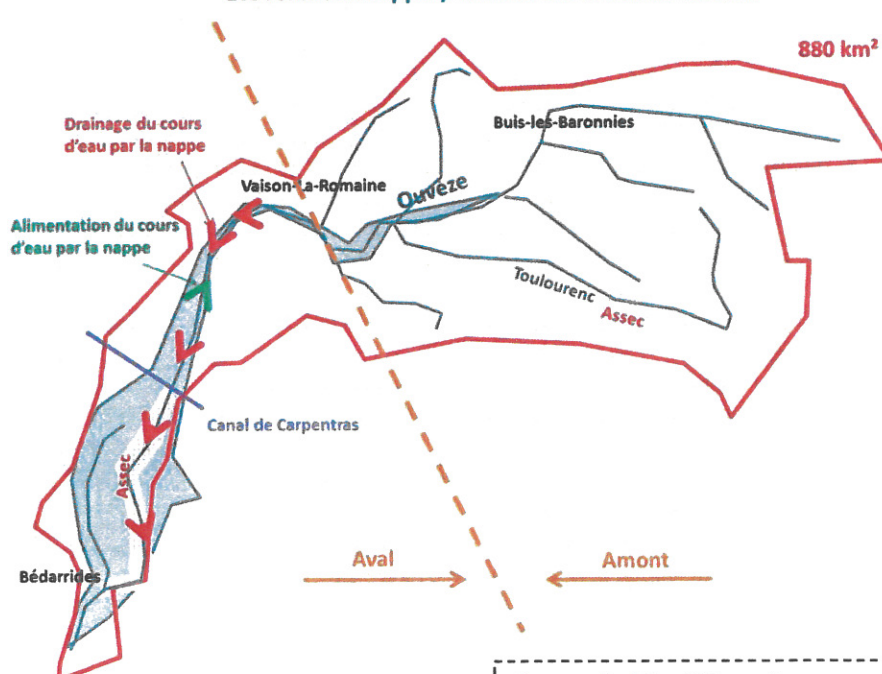 880 km²
Drainage du cours
d'eau par la nappe
Buis-les-Baronnies
Vaison-La-Romaine
Ouvèze
Alimentation du cours
d'eau par la nappe
Toulourenc
Assec
Canal de Carpentras
Assec
Aval
Amont
Bédarrides